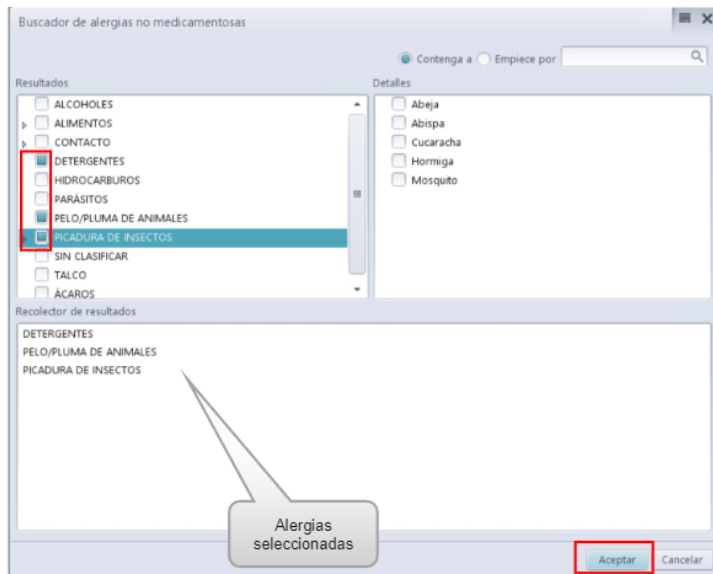 Buscador de alergias no medicamentosas
Contenga a Empiece por
Resultados
ALCOHOLES
ALIMENTOS
CONTACTO
DETERGENTES
HIDROCARBUROS
PARÁSITOS
PELO/PLUMA DE ANIMALES
PICADURA DE INSECTOS
SIN CLASIFICAR
TALCO
ÁCAROS
Detalles
Abeja
Abispa
Cucaracha
Hormiga
Mosquito
Recolector de resultados
DETERGENTES
PELO/PLUMA DE ANIMALES
PICADURA DE INSECTOS
Alergias
seleccionadas
Aceptar Cancelar